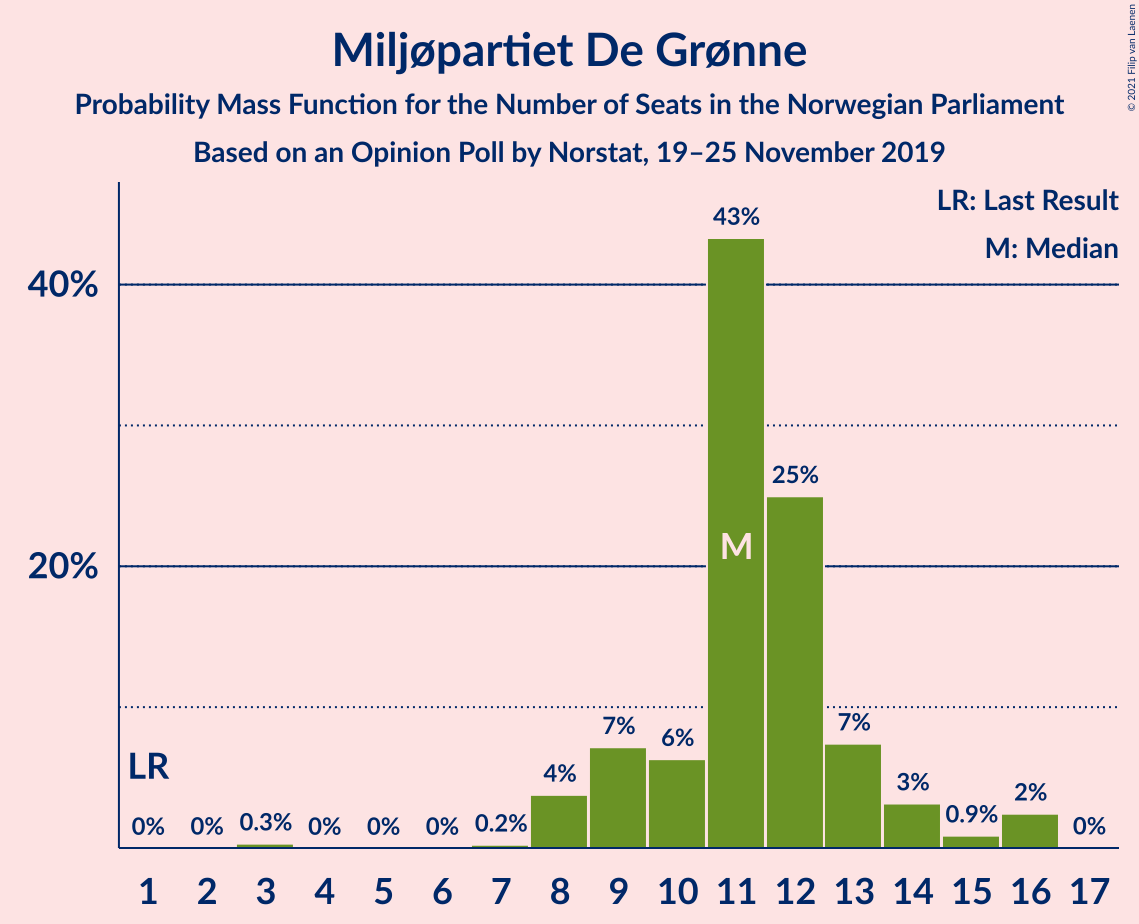 Miljøpartiet De Grønne
Probability Mass Function for the Number of Seats in the Norwegian Parliament
Based on an Opinion Poll by Norstat, 19–25 November 2019
© 2021 Filip van Laenen
LR: Last Result
M: Median
40%
20%
LR
M
0%
0%
0.3%
0%
0%
0%
0.2%
4%
7%
6%
43%
25%
7%
3%
0.9%
2%
0%
1 2 3 4 5 6 7 8 9 10 11 12 13 14 15 16 17